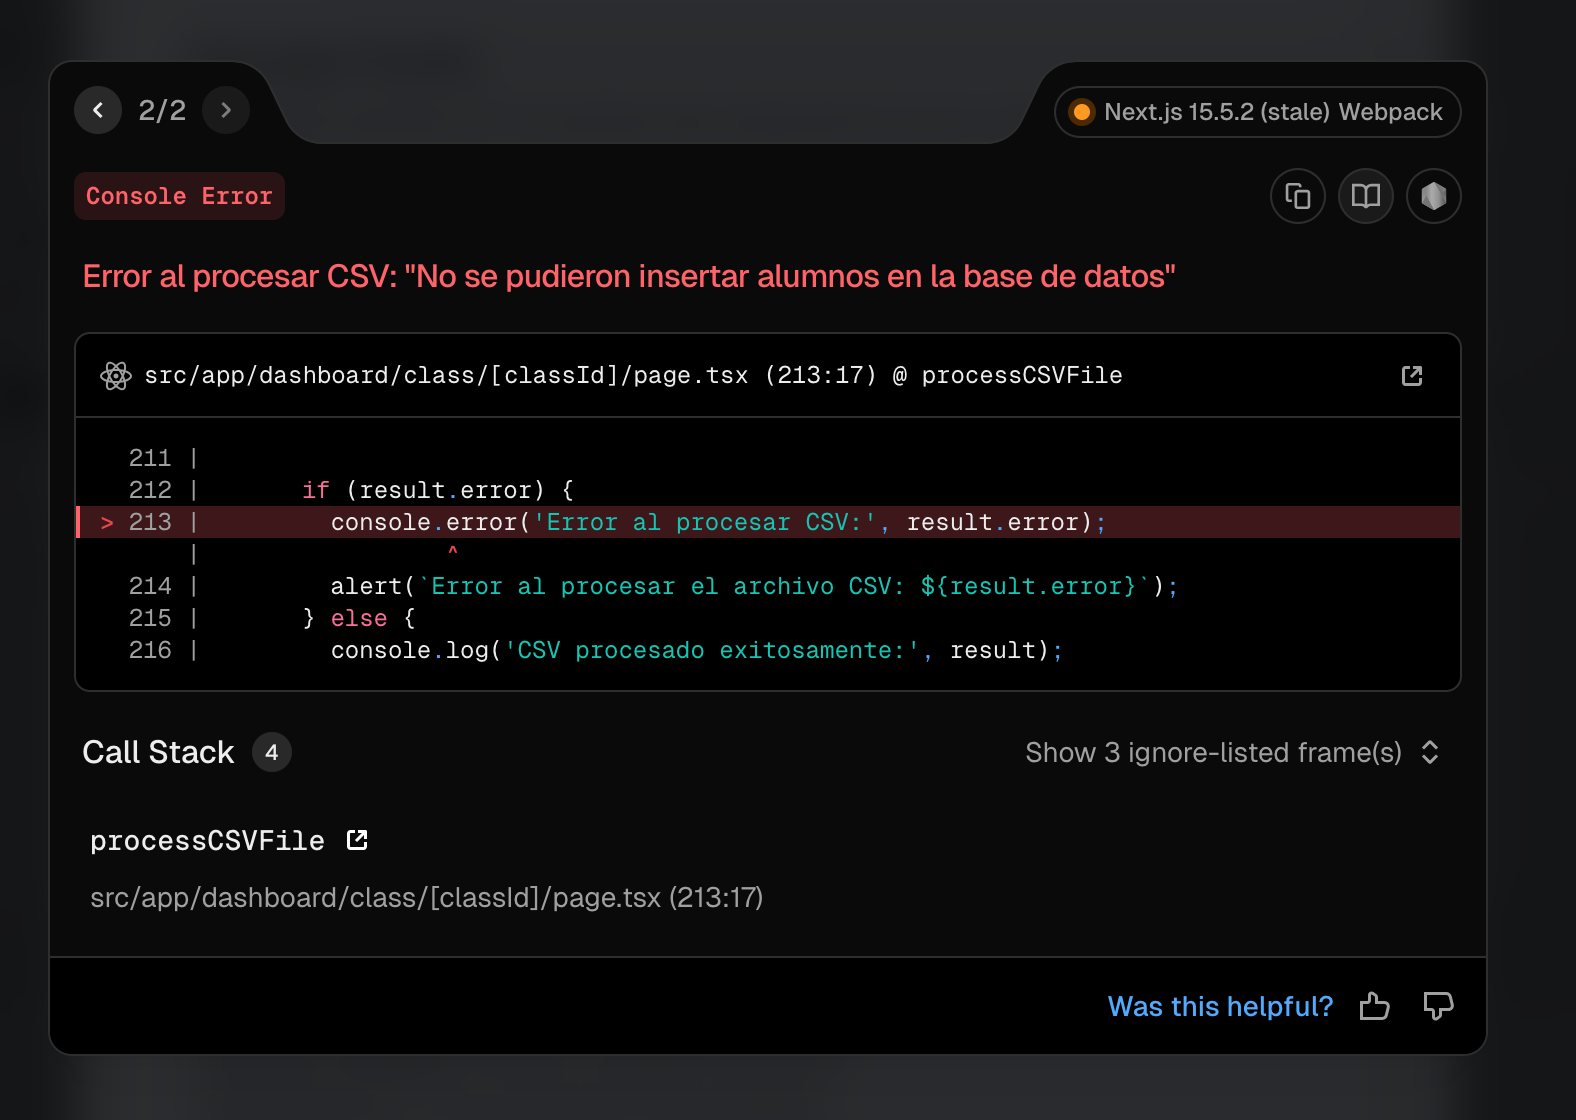 2/2
Next.js 15.5.2 (stale) Webpack
Console Error
Error al procesar CSV: "No se pudieron insertar alumnos en la base de datos"
src/app/dashboard/class/[classId]/page.tsx (213:17) @ processCSVFile
211 |
212 |       if (result.error) {
> 213 |         console.error('Error al procesar CSV:', result.error);
|                 ^
214 |         alert(`Error al procesar el archivo CSV: ${result.error}`);
215 |       } else {
216 |         console.log('CSV procesado exitosamente:', result);
Call Stack 4
Show 3 ignore-listed frame(s)
processCSVFile
src/app/dashboard/class/[classId]/page.tsx (213:17)
Was this helpful?